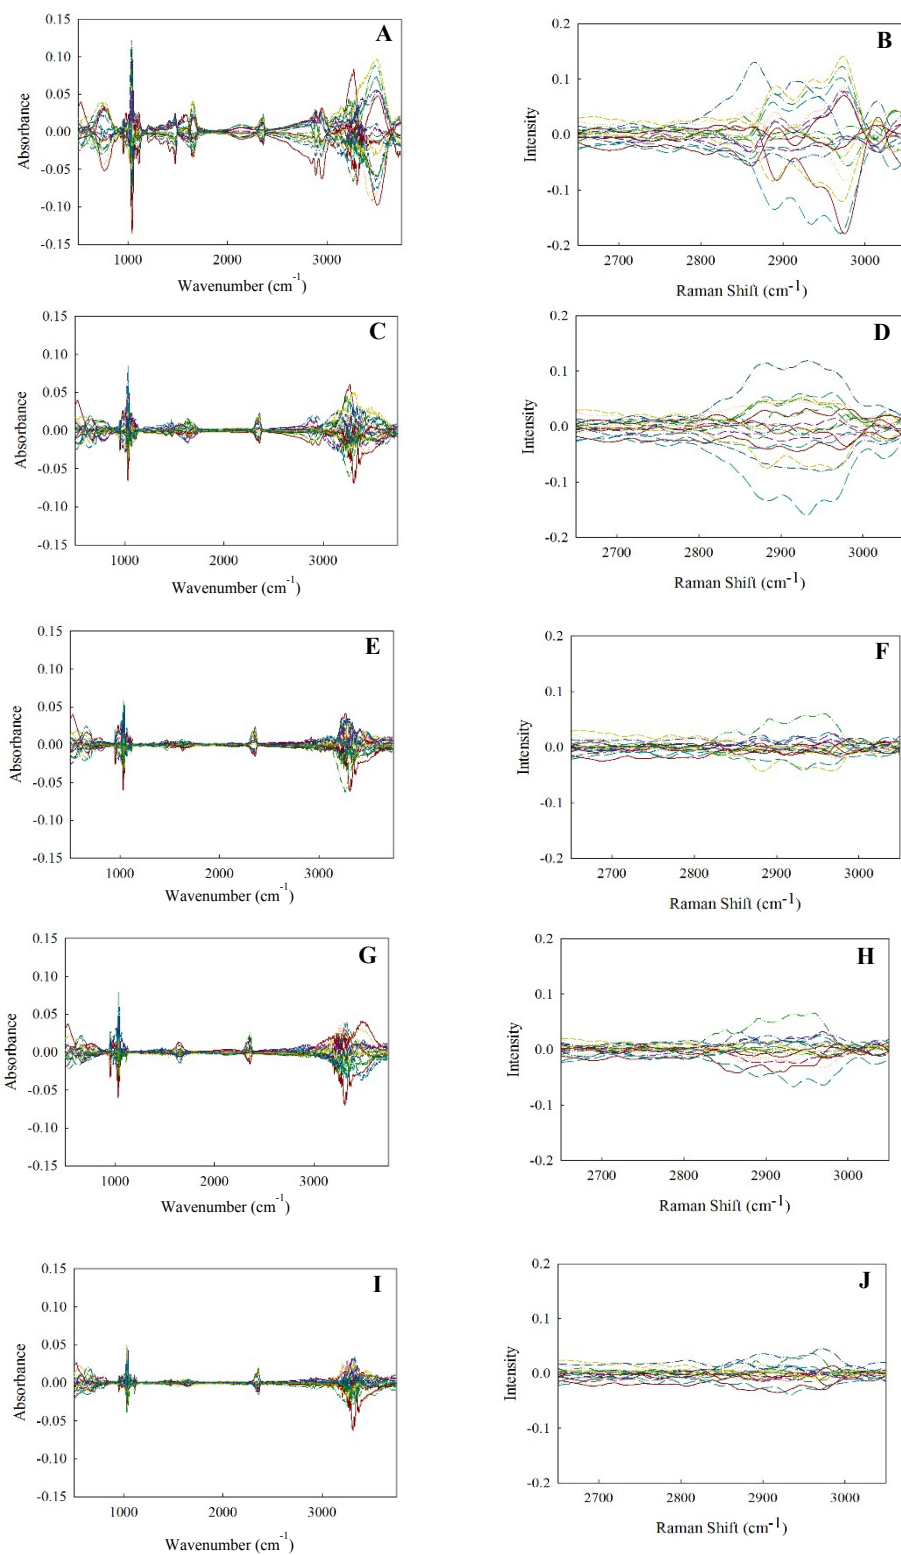 A
0.15
0.10
0.05
0.00
-0.05
-0.10
-0.15
Absorbance
1000 2000 3000
Wavenumber (cm-1)
B
0.2
0.1
0.0
-0.1
-0.2
Intensity
2700 2800 2900 3000
Raman Shift (cm-1)
C
0.15
0.10
0.05
0.00
-0.05
-0.10
-0.15
Absorbance
1000 2000 3000
Wavenumber (cm-1)
D
0.2
0.1
0.0
-0.1
-0.2
Intensity
2700 2800 2900 3000
Raman Shift (cm-1)
E
0.15
0.10
0.05
0.00
-0.05
-0.10
-0.15
Absorbance
1000 2000 3000
Wavenumber (cm-1)
F
0.2
0.1
0.0
-0.1
-0.2
Intensity
2700 2800 2900 3000
Raman Shift (cm-1)
G
0.15
0.10
0.05
0.00
-0.05
-0.10
-0.15
Absorbance
1000 2000 3000
Wavenumber (cm-1)
H
0.2
0.1
0.0
-0.1
-0.2
Intensity
2700 2800 2900 3000
Raman Shift (cm-1)
I
0.15
0.10
0.05
0.00
-0.05
-0.10
-0.15
Absorbance
1000 2000 3000
Wavenumber (cm-1)
J
0.2
0.1
0.0
-0.1
-0.2
Intensity
2700 2800 2900 3000
Raman Shift (cm-1)